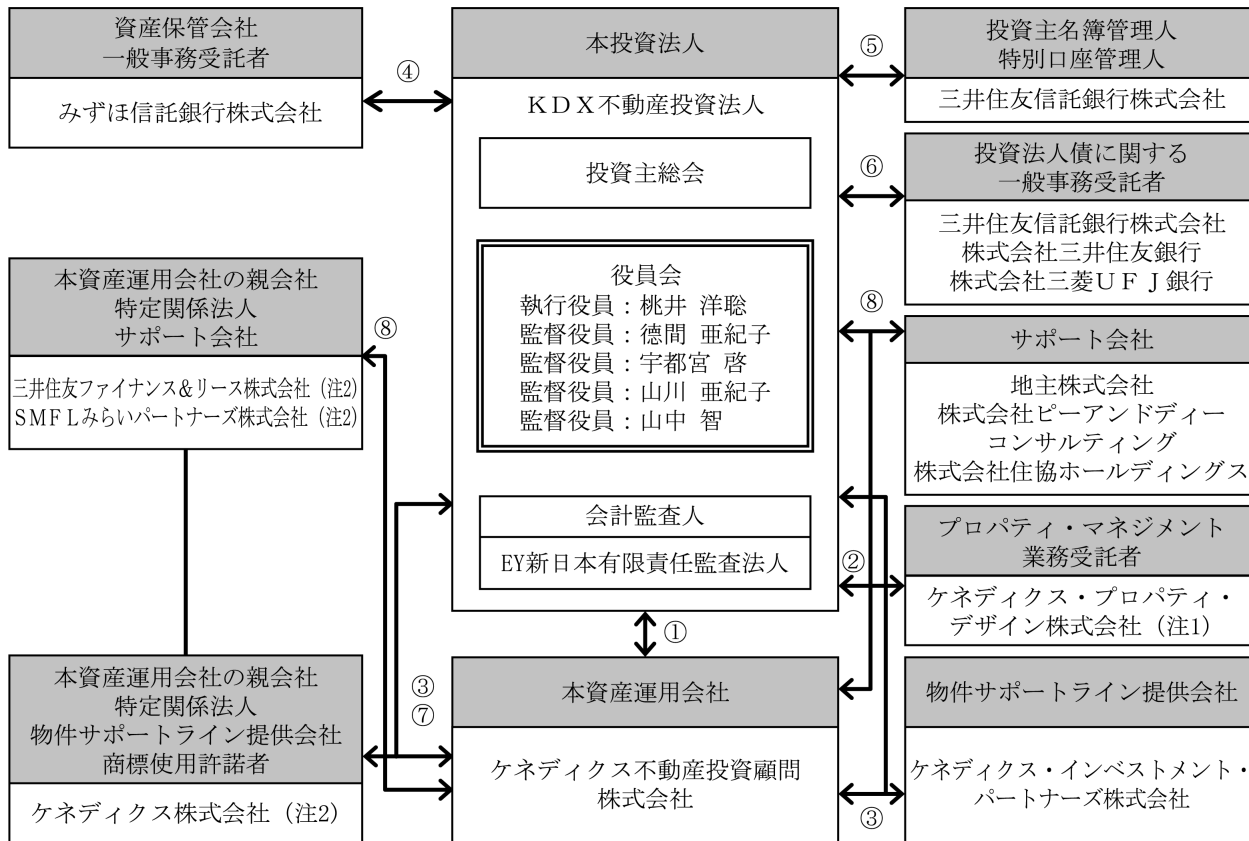 資産保管会社
一般事務受託者
みずほ信託銀行株式会社
④
本資産運用会社の親会社
特定関係法人
サポート会社
三井住友ファイナンス&リース株式会社（注2）
ＳＭＦＬみらいパートナーズ株式会社（注2）
⑧
本資産運用会社の親会社
特定関係法人
物件サポートライン提供会社
商標使用許諾者
ケネディクス株式会社（注2）
③
⑦
本投資法人
ＫＤＸ不動産投資法人
投資主総会
役員会
執行役員：桃井 洋聡
監督役員：德間 亜紀子
監督役員：宇都宮 啓
監督役員：山川 亜紀子
監督役員：山中 智
会計監査人
EY新日本有限責任監査法人
①
本資産運用会社
ケネディクス不動産投資顧問
株式会社
⑤
投資主名簿管理人
特別口座管理人
三井住友信託銀行株式会社
⑥
投資法人債に関する
一般事務受託者
三井住友信託銀行株式会社
株式会社三井住友銀行
株式会社三菱ＵＦＪ銀行
⑧
サポート会社
地主株式会社
株式会社ピーアンドディー
コンサルティング
株式会社住協ホールディングス
②
プロパティ・マネジメント
業務受託者
ケネディクス・プロパティ・
デザイン株式会社（注1）
③
物件サポートライン提供会社
ケネディクス・インベストメント・
パートナーズ株式会社